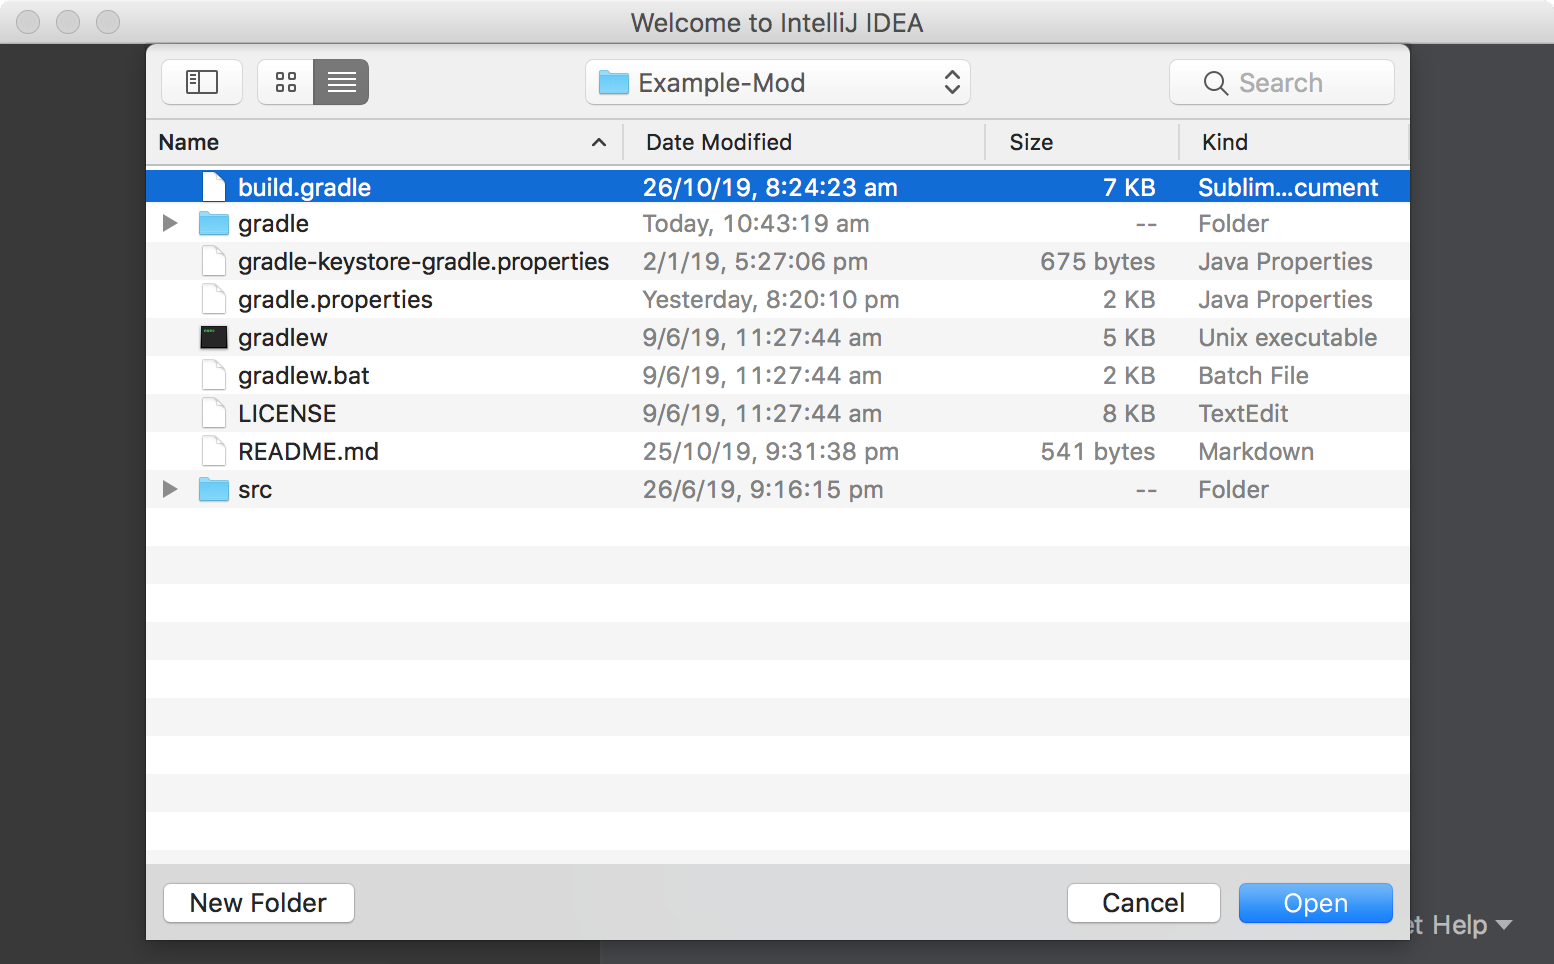 Welcome to IntelliJ IDEA
Example-Mod
Search
Name Date Modified Size Kind
build.gradle 26/10/19, 8:24:23 am 7 KB Sublim...cument
gradle Today, 10:43:19 am -- Folder
gradle-keystore-gradle.properties 2/1/19, 5:27:06 pm 675 bytes Java Properties
gradle.properties Yesterday, 8:20:10 pm 2 KB Java Properties
gradlew 9/6/19, 11:27:44 am 5 KB Unix executable
gradlew.bat 9/6/19, 11:27:44 am 2 KB Batch File
LICENSE 9/6/19, 11:27:44 am 8 KB TextEdit
README.md 25/10/19, 9:31:38 pm 541 bytes Markdown
src 26/6/19, 9:16:15 pm -- Folder
New Folder Cancel Open
et Help